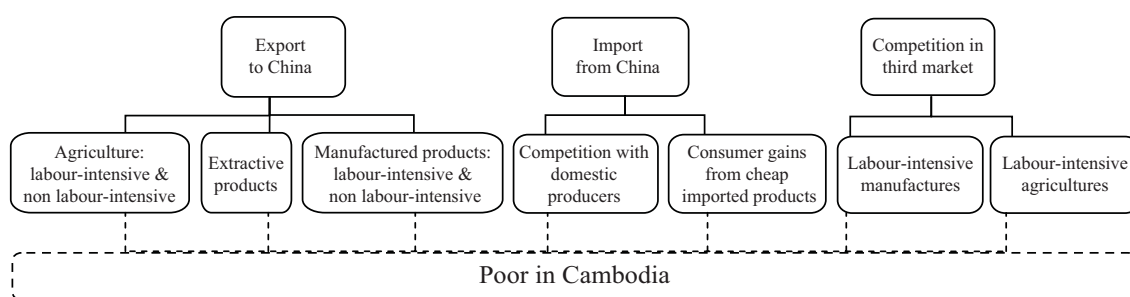 Export
to China
Import
from China
Competition in
third market
Agriculture:
labour-intensive &
non labour-intensive
Extractive
products
Manufactured products:
labour-intensive &
non labour-intensive
Competition with
domestic
producers
Consumer gains
from cheap
imported products
Labour-intensive
manufactures
Labour-intensive
agricultures
Poor in Cambodia